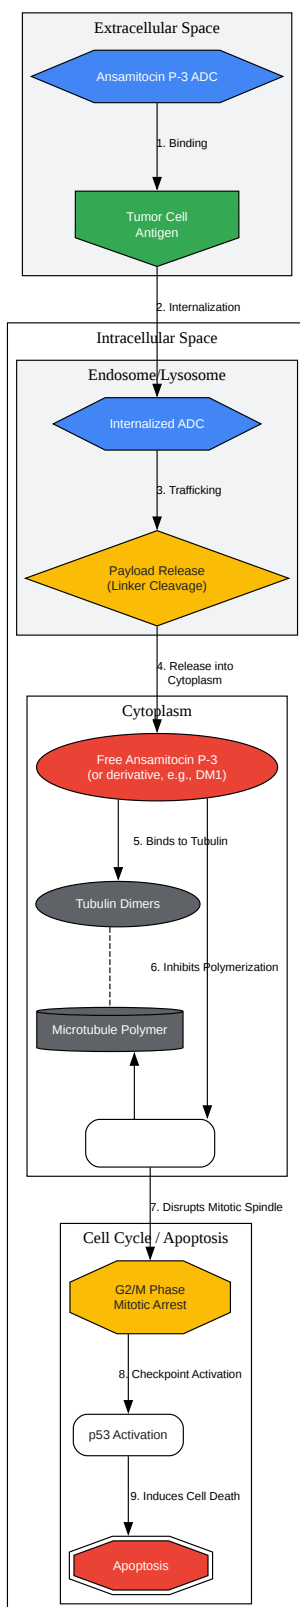 Extracellular Space
Ansamitocin P-3 ADC
1. Binding
Tumor Cell
Antigen
2. Internalization
Intracellular Space
Endosome/Lysosome
Internalized ADC
3. Trafficking
Payload Release
(Linker Cleavage)
4. Release into
Cytoplasm
Cytoplasm
Free Ansamitocin P-3
(or derivative, e.g., DM1)
5. Binds to Tubulin
Tubulin Dimers
6. Inhibits Polymerization
Microtubule Polymer
7. Disrupts Mitotic Spindle
Cell Cycle / Apoptosis
G2/M Phase
Mitotic Arrest
8. Checkpoint Activation
p53 Activation
9. Induces Cell Death
Apoptosis